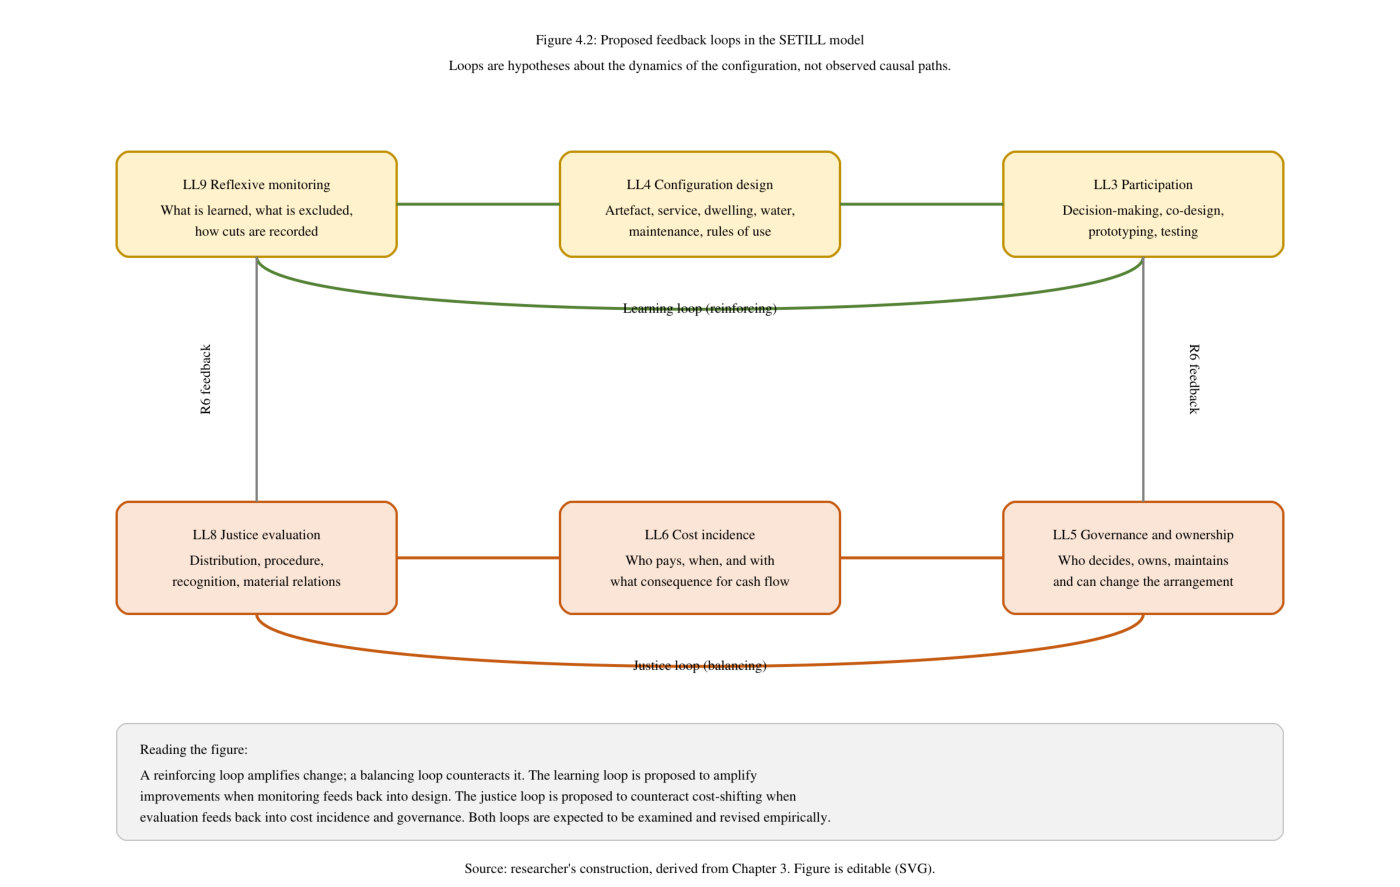 Figure 4.2: Proposed feedback loops in the SETILL model
Loops are hypotheses about the dynamics of the configuration, not observed causal paths.
LL9 Reflexive monitoring
What is learned, what is excluded,
how cuts are recorded
LL4 Configuration design
Artefact, service, dwelling, water,
maintenance, rules of use
LL3 Participation
Decision-making, co-design,
prototyping, testing
Learning loop (reinforcing)
R6 feedback
R6 feedback
LL8 Justice evaluation
Distribution, procedure,
recognition, material relations
LL6 Cost incidence
Who pays, when, and with
what consequence for cash flow
LL5 Governance and ownership
Who decides, owns, maintains
and can change the arrangement
Justice loop (balancing)
Reading the figure:
A reinforcing loop amplifies change; a balancing loop counteracts it. The learning loop is proposed to amplify
improvements when monitoring feeds back into design. The justice loop is proposed to counteract cost-shifting when
evaluation feeds back into cost incidence and governance. Both loops are expected to be examined and revised empirically.
Source: researcher's construction, derived from Chapter 3. Figure is editable (SVG).